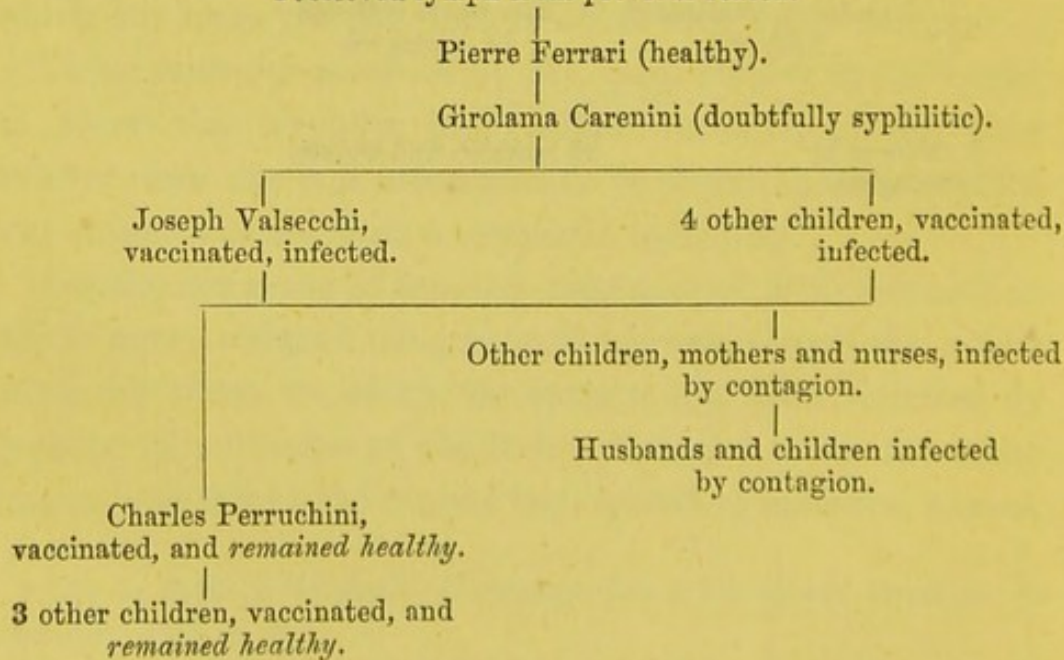 Pierre Ferrari (healthy).
Girolama Carenini (doubtfully syphilitic).
Joseph Valsecchi,
vaccinated, infected.
4 other children, vaccinated,
infected.
Other children, mothers and nurses, infected
by contagion.
Husbands and children infected
by contagion.
Charles Perruchini,
vaccinated, and remained healthy.
3 other children, vaccinated, and
remained healthy.